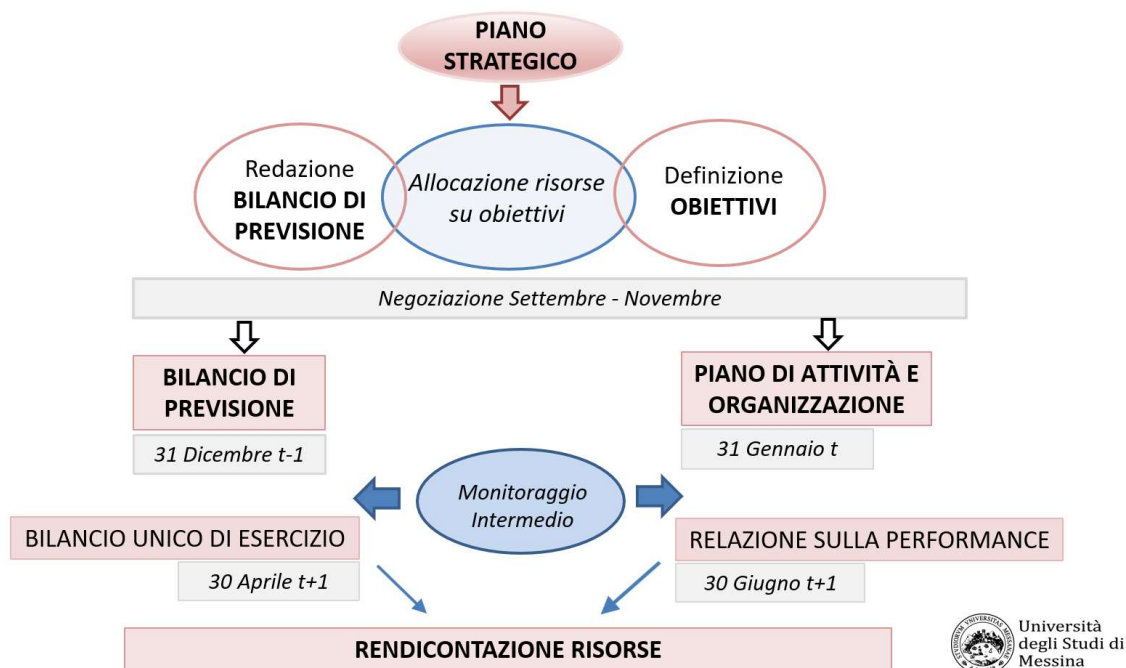 PIANO
STRATEGICO
Redazione
BILANCIO DI
PREVISIONE
Allocazione risorse
su obiettivi
Definizione
OBIETTIVI
Negoziazione Settembre - Novembre
BILANCIO DI
PREVISIONE
31 Dicembre t-1
PIANO DI ATTIVITÀ E
ORGANIZZAZIONE
31 Gennaio t
Monitoraggio
Intermedio
BILANCIO UNICO DI ESERCIZIO
30 Aprile t+1
RELAZIONE SULLA PERFORMANCE
30 Giugno t+1
RENDICONTAZIONE RISORSE
Università
degli Studi di
Messina